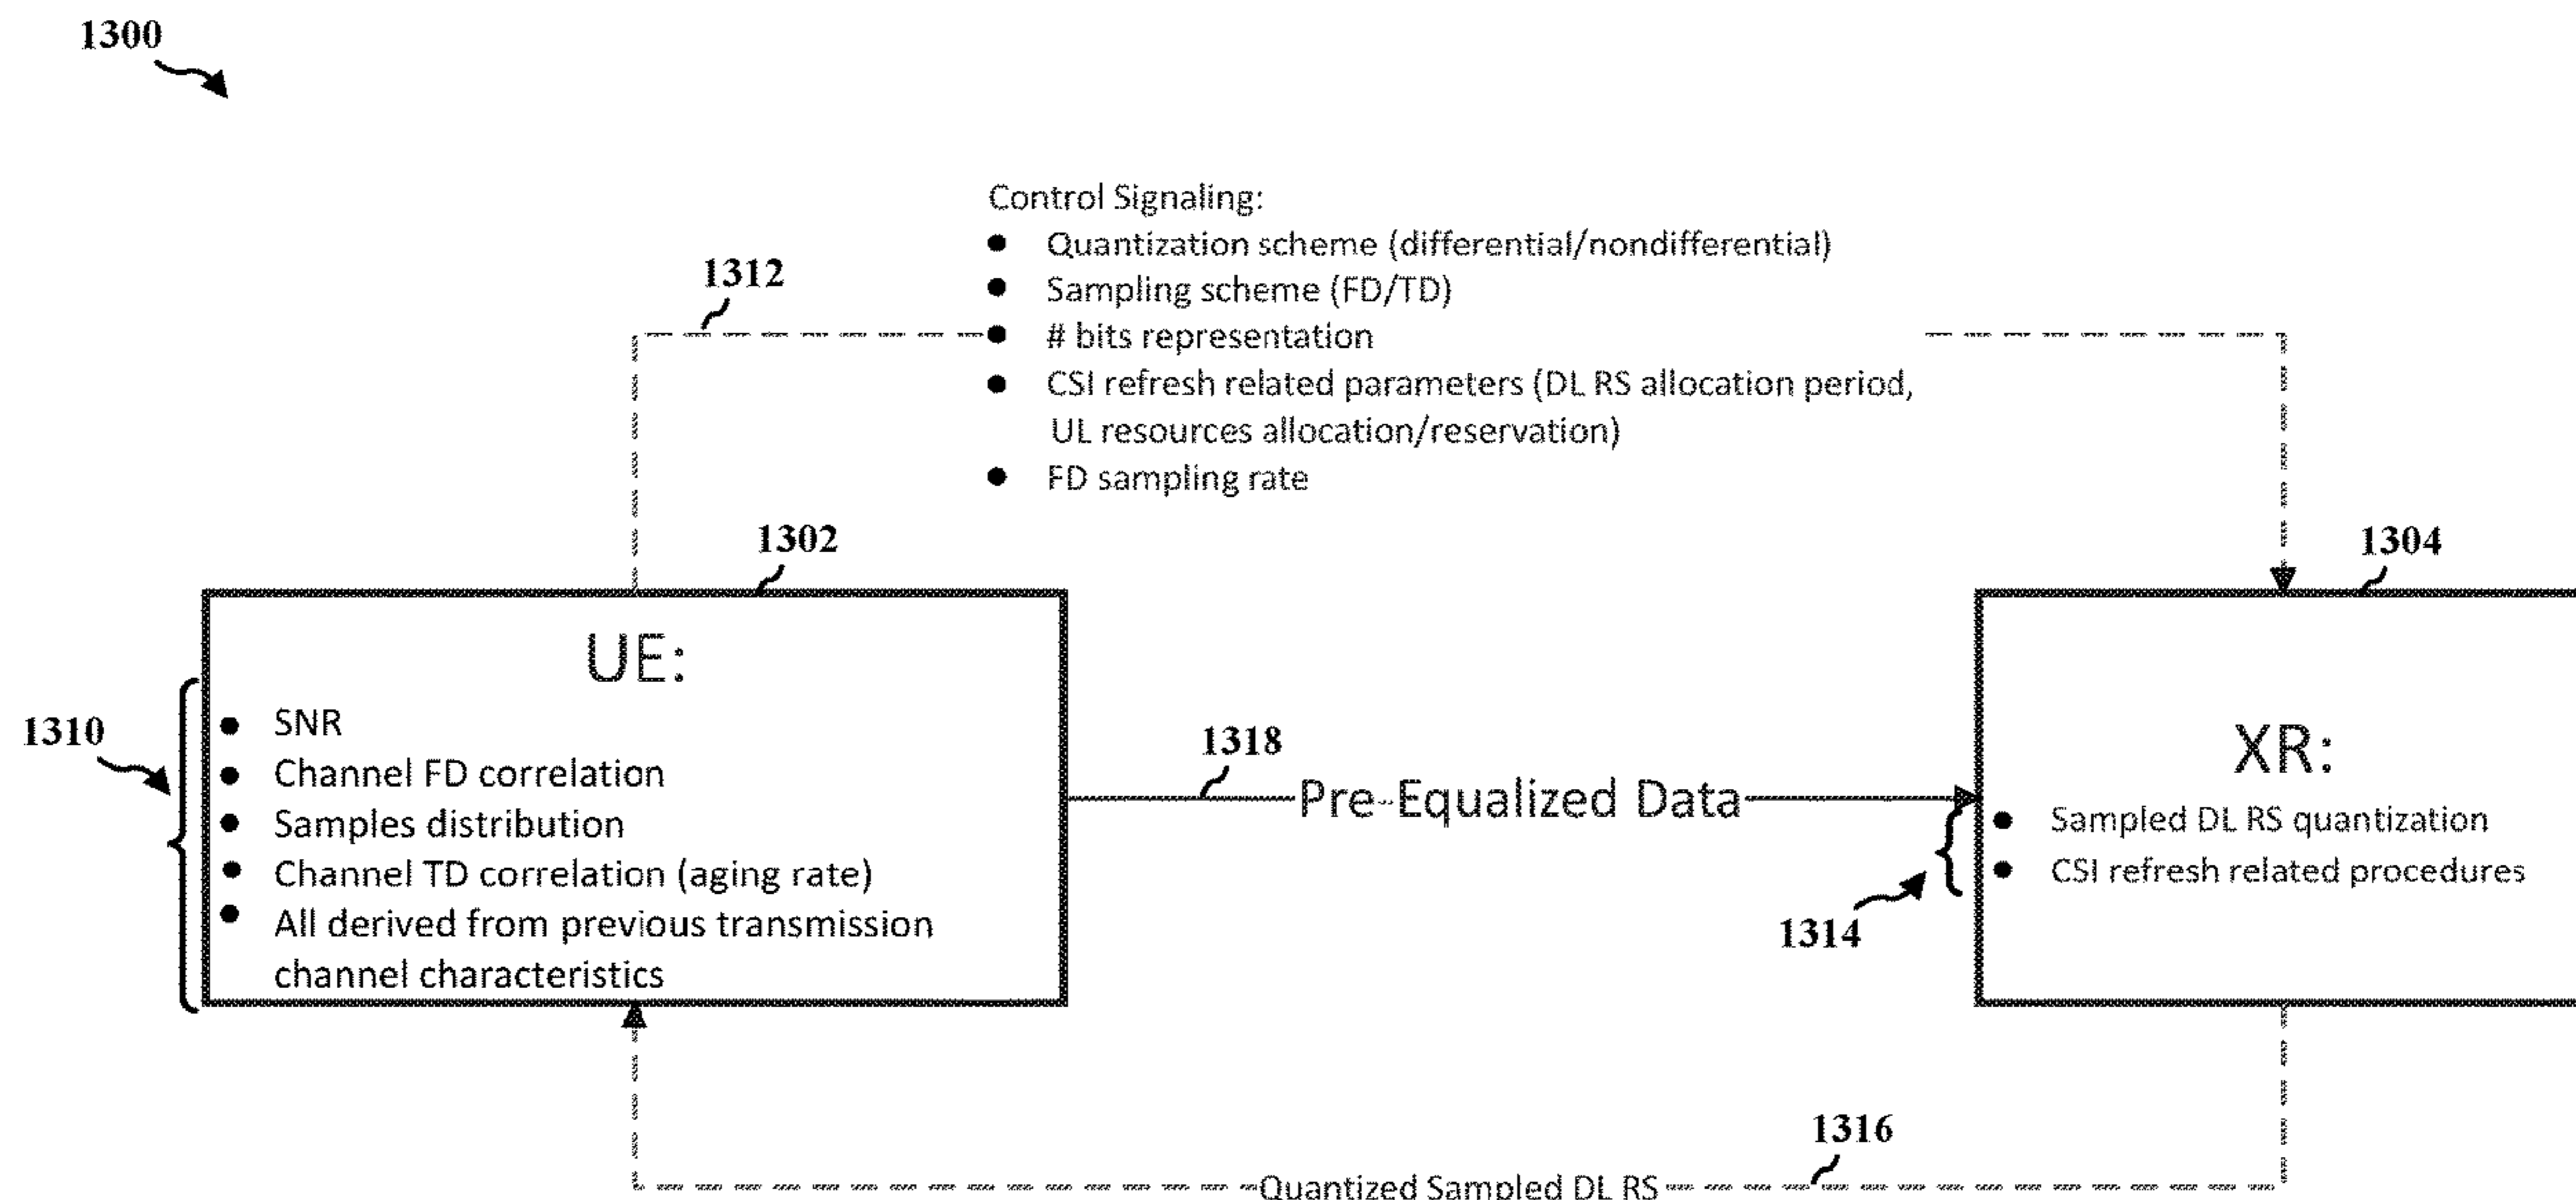 1300
Control Signaling:
● Quantization scheme (differential/nondifferential)
● Sampling scheme (FD/TD)
● # bits representation
● CSI refresh related parameters (DL RS allocation period,
UL resources allocation/reservation)
● FD sampling rate
1312
1302
1304
UE:
● SNR
● Channel FD correlation
● Samples distribution
● Channel TD correlation (aging rate)
● All derived from previous transmission
channel characteristics
1310
1318
Pre-Equalized Data
XR:
● Sampled DL RS quantization
● CSI refresh related procedures
1314
1316
Quantized Sampled DL RS